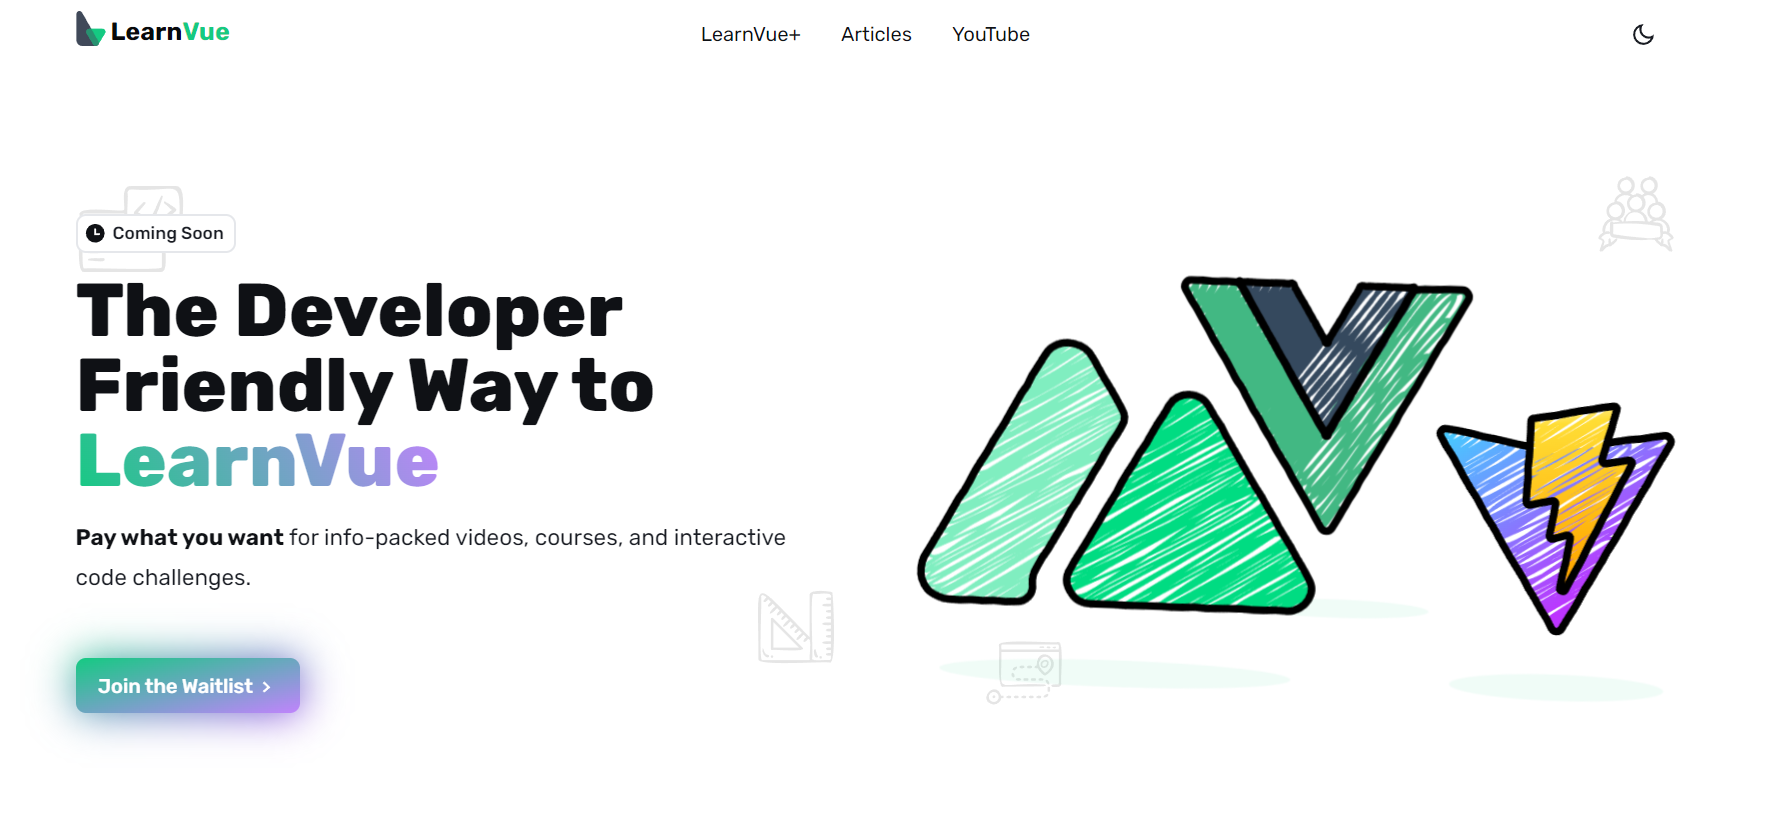 LearnVue
LearnVue+ Articles YouTube
</>
Coming Soon
The Developer
Friendly Way to
LearnVue
Pay what you want for info-packed videos, courses, and interactive
code challenges.
Join the Waitlist >